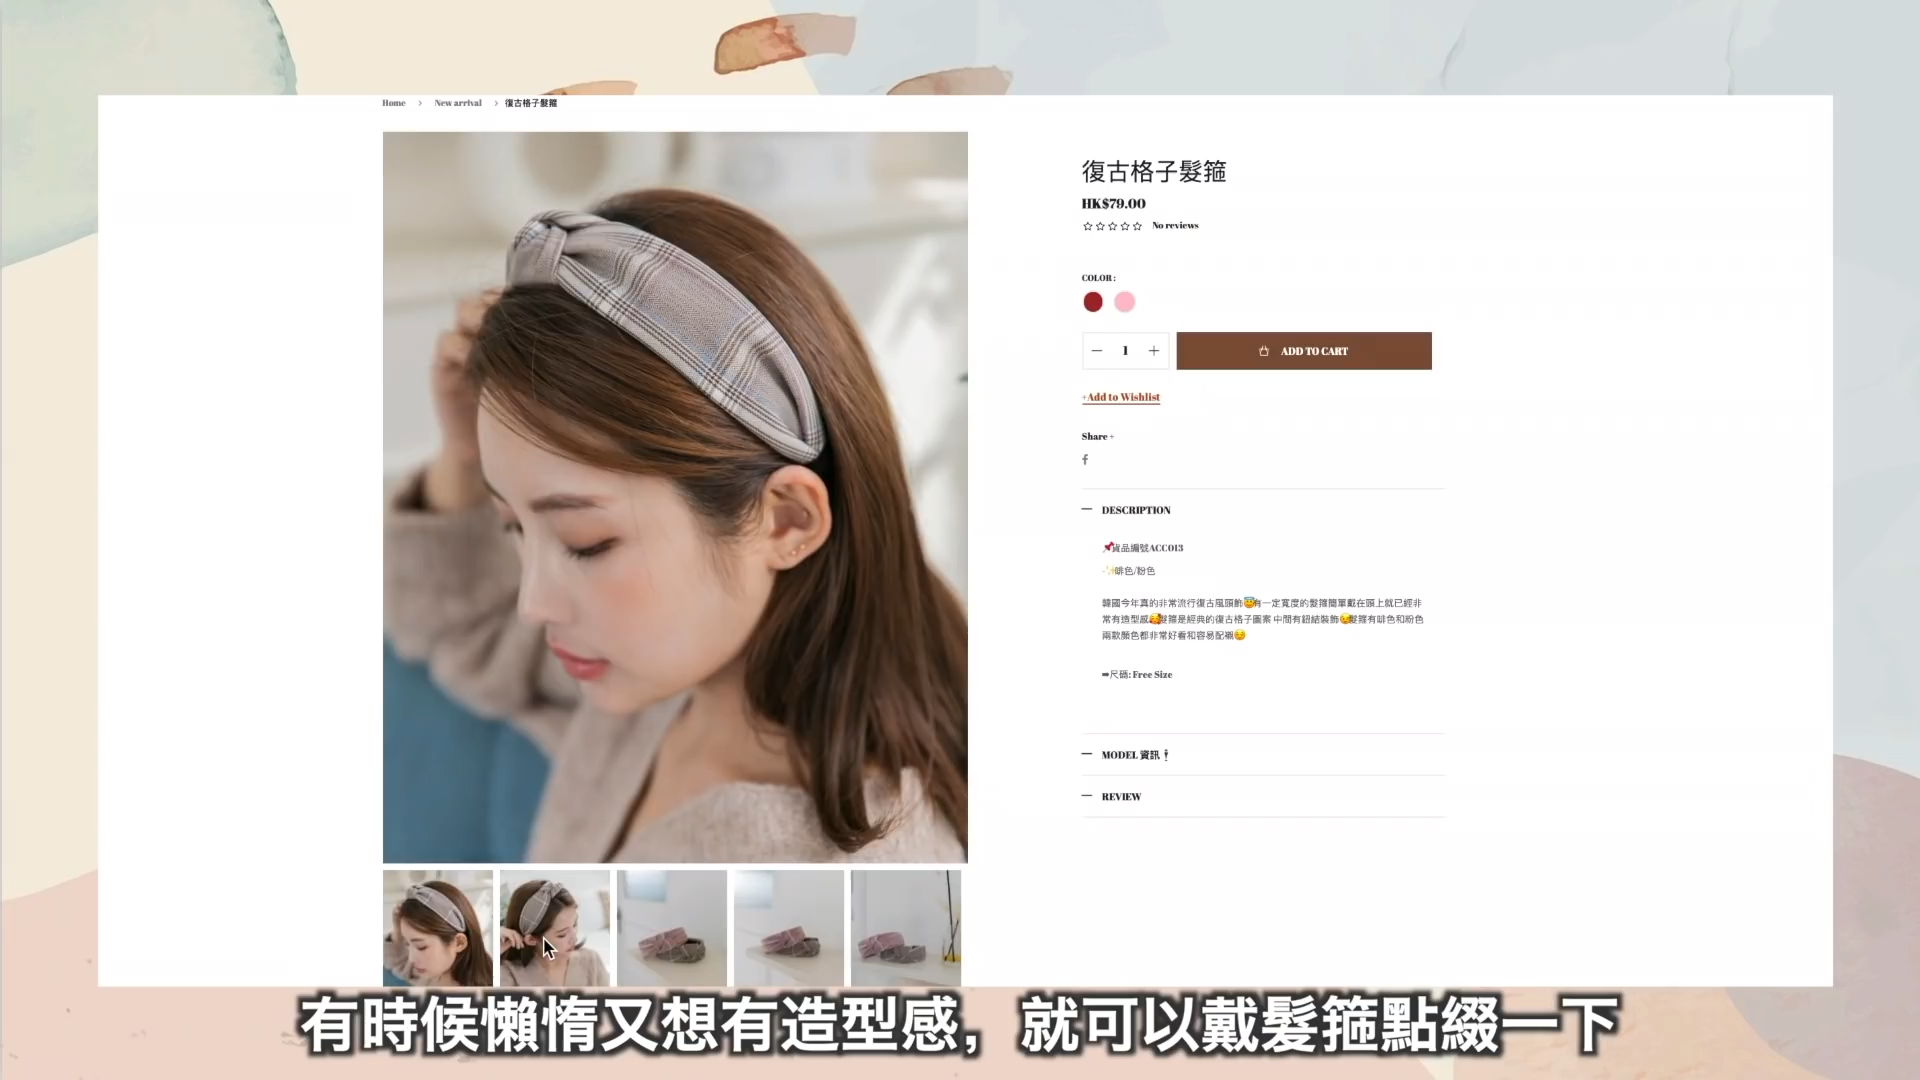 Home > New arrival > 復古格子髮箍
復古格子髮箍
HK$79.00
No reviews
COLOR :
1
ADD TO CART
+Add to Wishlist
Share +
DESCRIPTION
📌貨品編號ACC013
-✨啡色/粉色
韓國今年真的非常流行復古風頭飾😇有一定寬度的髮箍簡單戴在頭上就已經非
常有造型感🥰髮箍是經典的復古格子圖案 中間有鈕結裝飾😉髮箍有啡色和粉色
兩款顏色都非常好看和容易配襯😏
➡尺碼: Free Size
MODEL 資訊
REVIEW
有時候懶惰又想有造型感，就可以戴髮箍點綴一下